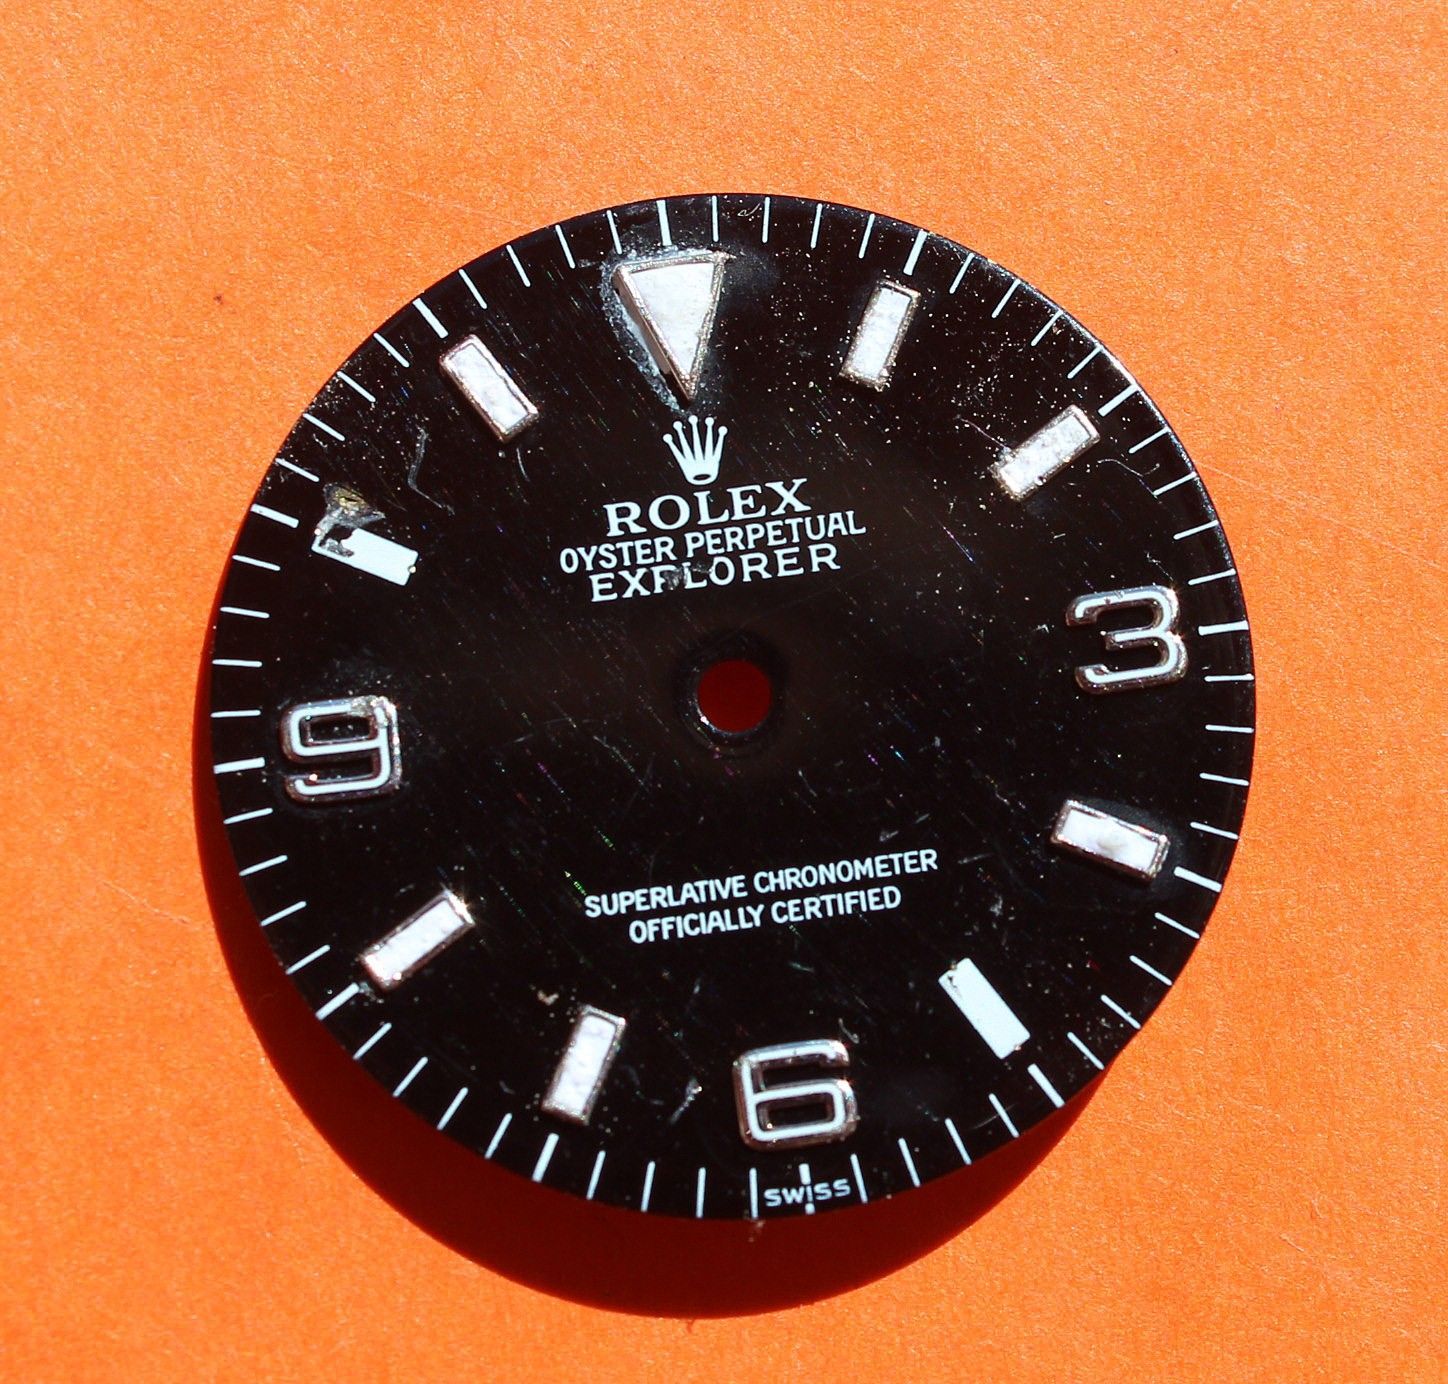 ROLEX
OYSTER PERPETUAL
EXPLORER
3
9
SUPERLATIVE CHRONOMETER
OFFICIALLY CERTIFIED
6
SWISS